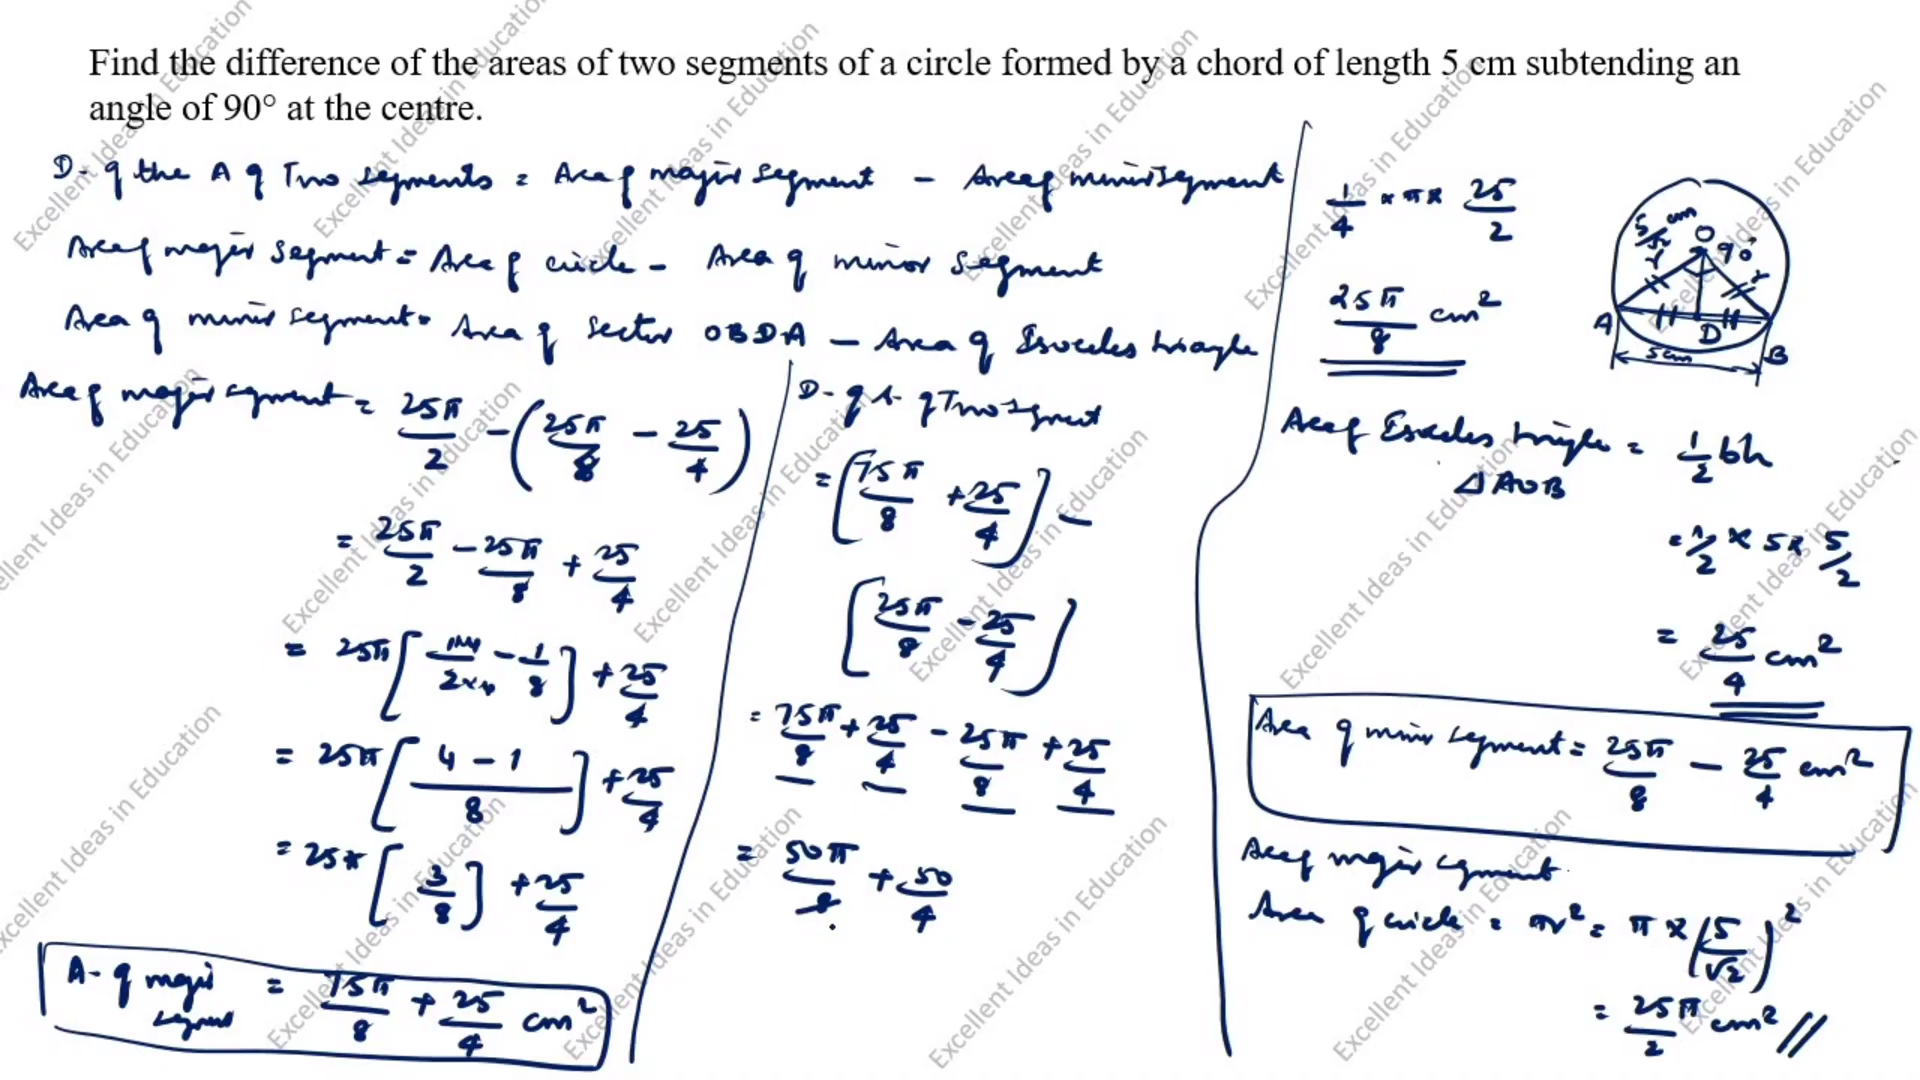 Find the difference of the areas of two segments of a circle formed by a chord of length 5 cm subtending an
angle of 90° at the centre.
D. of the A of Two segments = Area of major segment - Area of minor segment
Area of major segment = Area of circle - Area of minor segment
Area of minor segment = Area of sector OBDA - Area of Isosceles triangle
Area of major segment = 25π/2 - (25π/8 - 25/4)
= 25π/2 - 25π/8 + 25/4
= 25π [ 1×4/2×4 - 1/8 ] + 25/4
= 25π [ 4 - 1 / 8 ] + 25/4
= 25π [ 3/8 ] + 25/4
A. of major segment = 75π/8 + 25/4 cm²
D. of A. of Two segment
= [ 75π/8 + 25/4 ] -
[ 25π/8 - 25/4 ]
= 75π/8 + 25/4 - 25π/8 + 25/4
= 50π/8 + 50/4
1/4 × π × 25/2
25π/8 cm²
5/√2 cm
O
90°
r
r
A
D
B
5cm
Area of Isosceles triangle = 1/2 bh
△AOB
= 1/2 × 5 × 5/2
= 25/4 cm²
Area of minor segment = 25π/8 - 25/4 cm²
Area of major segment
Area of circle = πr² = π × (5/√2)²
= 25π/2 cm² //
Excellent Ideas in Education